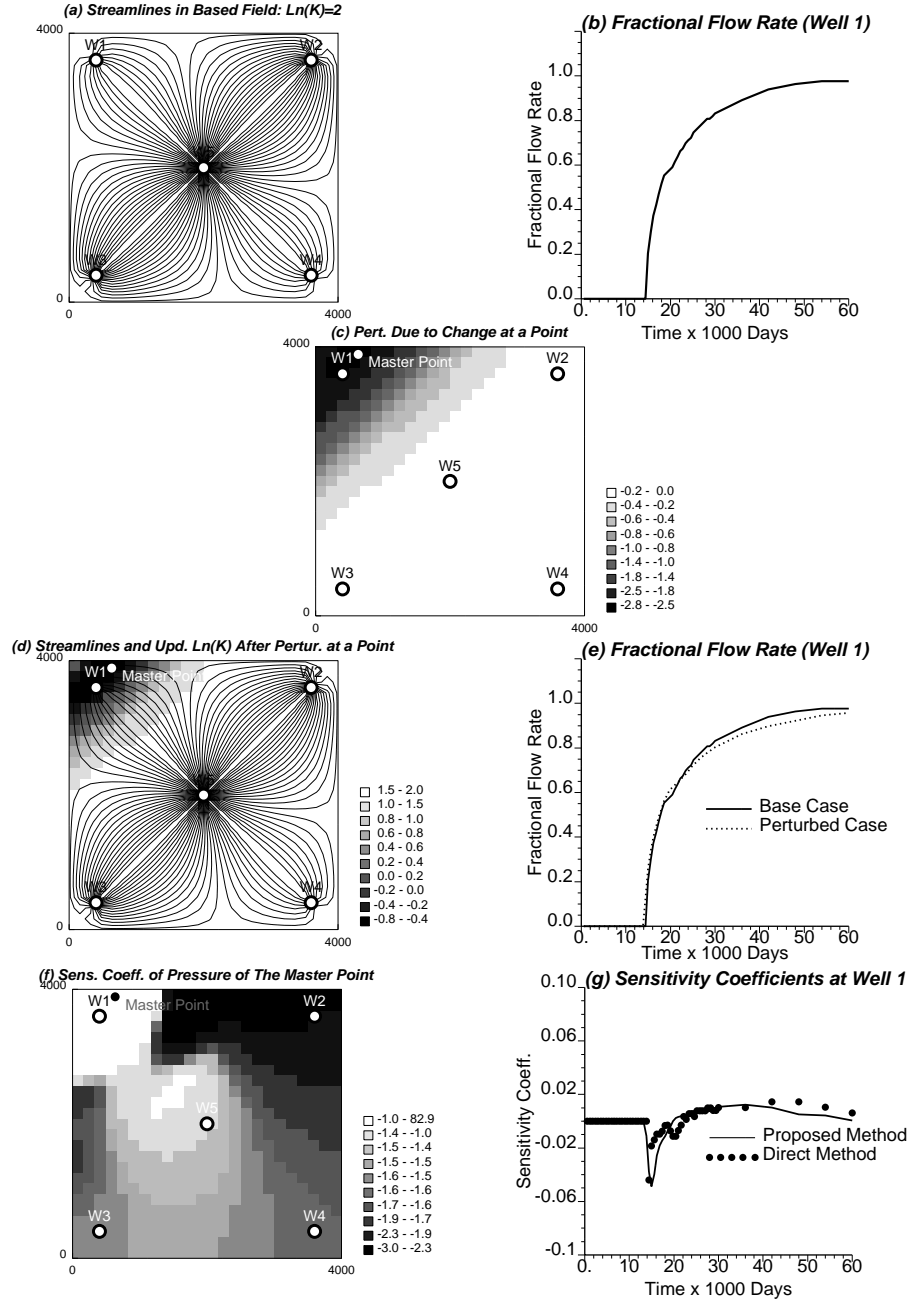 (a) Streamlines in Based Field: Ln(K)=2
4000
W1
W2
W3
W4
0
0
4000
(b) Fractional Flow Rate (Well 1)
Fractional Flow Rate
1.0
0.8
0.6
0.4
0.2
0.0
0. 10 20 30 40 50 60
Time x 1000 Days
(c) Pert. Due to Change at a Point
4000
W1
Master Point
W2
W5
W3
W4
0
0
4000
-0.2 - 0.0
-0.4 - -0.2
-0.6 - -0.4
-0.8 - -0.6
-1.0 - -0.8
-1.4 - -1.0
-1.8 - -1.4
-2.5 - -1.8
-2.8 - -2.5
(d) Streamlines and Upd. Ln(K) After Pertur. at a Point
4000
W1
Master Point
W2
W3
W4
0
0
4000
1.5 - 2.0
1.0 - 1.5
0.8 - 1.0
0.6 - 0.8
0.4 - 0.6
0.2 - 0.4
0.0 - 0.2
-0.2 - 0.0
-0.4 - -0.2
-0.8 - -0.4
(e) Fractional Flow Rate (Well 1)
Fractional Flow Rate
1.0
0.8
0.6
0.4
0.2
0.0
Base Case
Perturbed Case
0. 10 20 30 40 50 60
Time x 1000 Days
(f) Sens. Coeff. of Pressure of The Master Point
4000
W1
Master Point
W2
W5
W3
W4
0
0
4000
-1.0 - 82.9
-1.4 - -1.0
-1.5 - -1.4
-1.5 - -1.5
-1.6 - -1.5
-1.6 - -1.6
-1.7 - -1.6
-1.9 - -1.7
-2.3 - -1.9
-3.0 - -2.3
(g) Sensitivity Coefficients at Well 1
Sensitivity Coeff.
0.10
0.06
0.02
-0.02
-0.06
-0.1
Proposed Method
Direct Method
0. 10 20 30 40 50 60
Time x 1000 Days